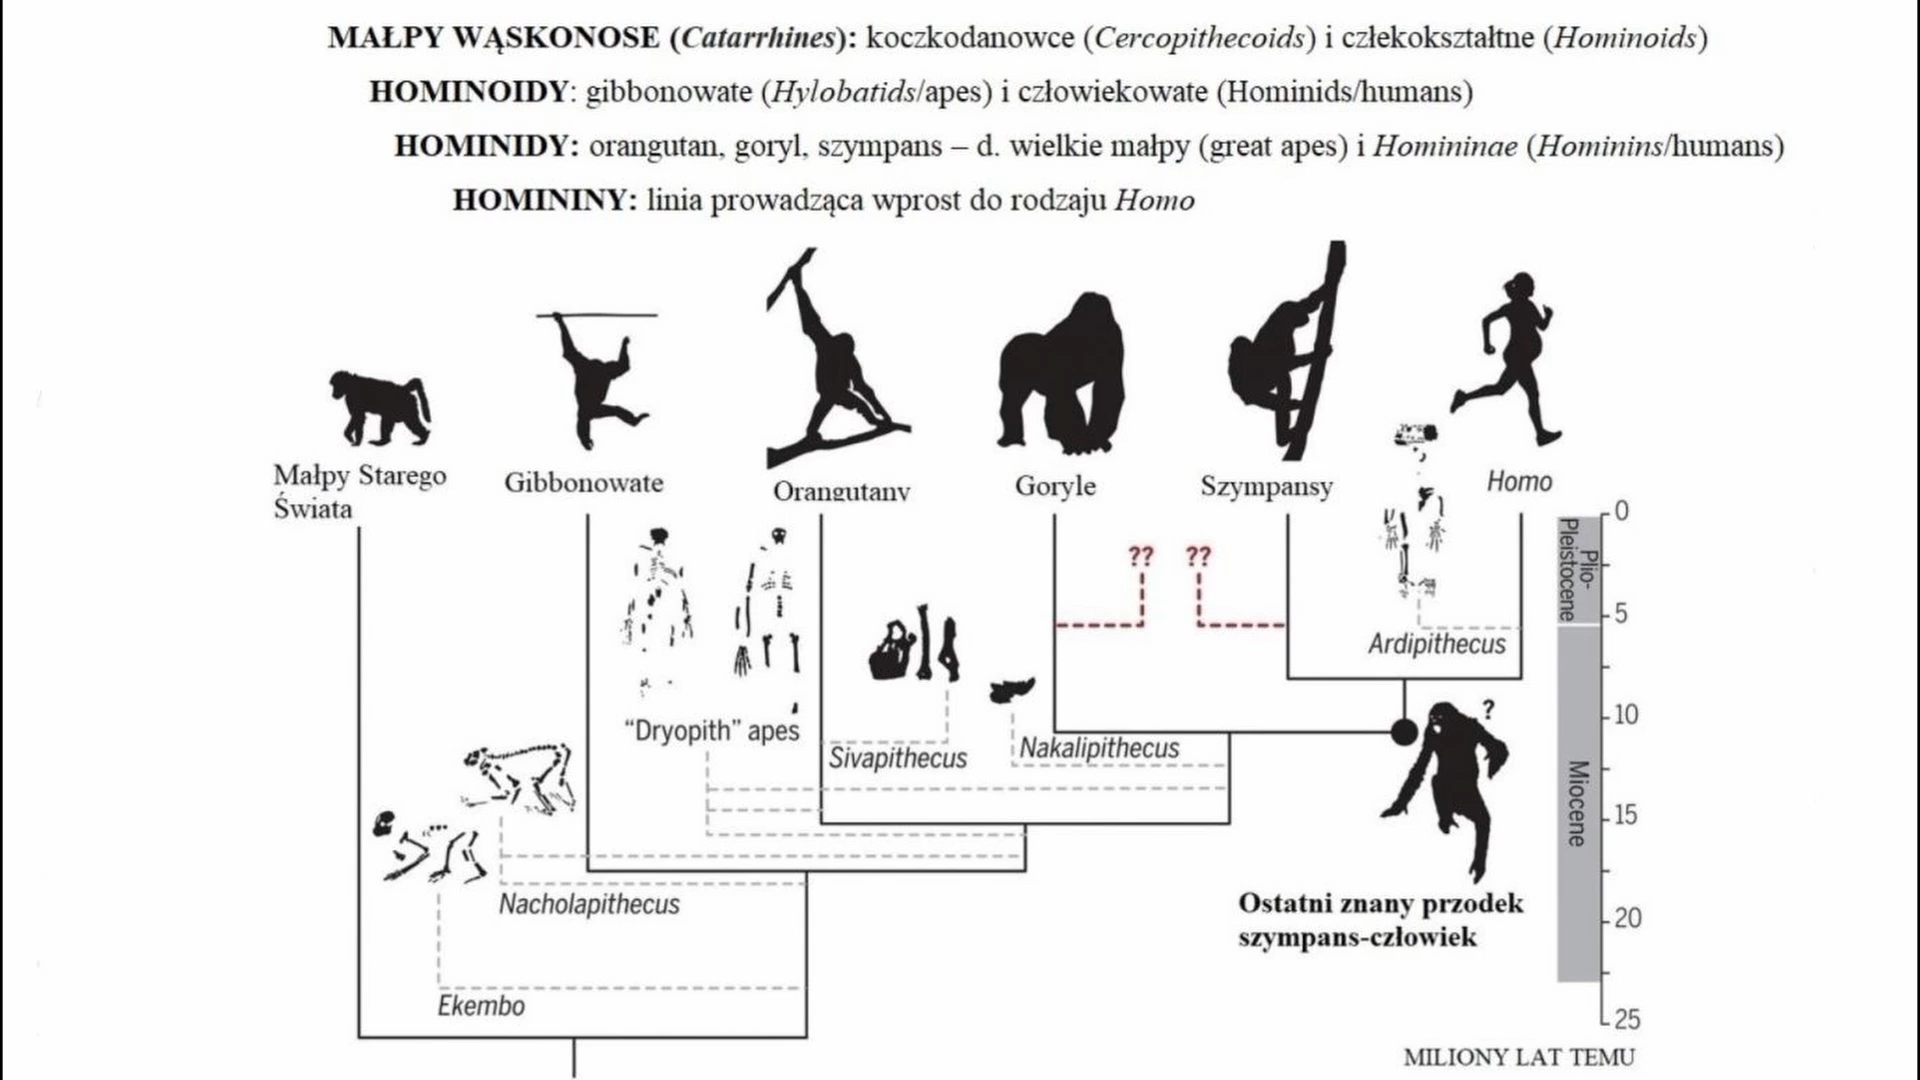 MAŁPY WĄSKONOSE (Catarrhines): koczkodanowce (Cercopithecoids) i człekokształtne (Hominoids)
HOMINOIDY: gibbonowate (Hylobatids/apes) i człowiekowate (Hominids/humans)
HOMINIDY: orangutan, goryl, szympans – d. wielkie małpy (great apes) i Homininae (Hominins/humans)
HOMININY: linia prowadząca wprost do rodzaju Homo
Małpy Starego
Świata
Gibbonowate
Orangutany
Goryle
Szympansy
Homo
0
Plio-
Pleistocene
?? ??
5
Ardipithecus
?
10
"Dryopith" apes
Sivapithecus
Nakalipithecus
Miocene
15
Nacholapithecus
Ostatni znany przodek
szympans-człowiek
20
Ekembo
25
MILIONY LAT TEMU